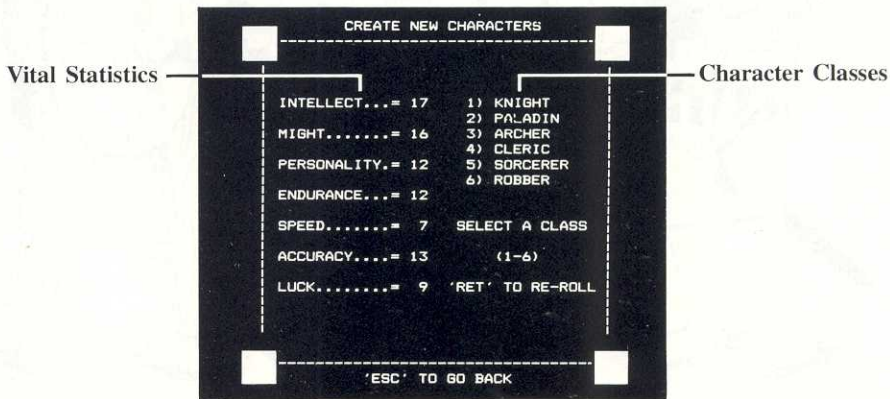 CREATE NEW CHARACTERS
Vital Statistics
Character Classes
INTELLECT...= 17
MIGHT.......= 16
PERSONALITY.= 12
ENDURANCE...= 12
SPEED.......= 7
ACCURACY....= 13
LUCK........= 9
1) KNIGHT
2) PALADIN
3) ARCHER
4) CLERIC
5) SORCERER
6) ROBBER
SELECT A CLASS
(1-6)
'RET' TO RE-ROLL
'ESC' TO GO BACK